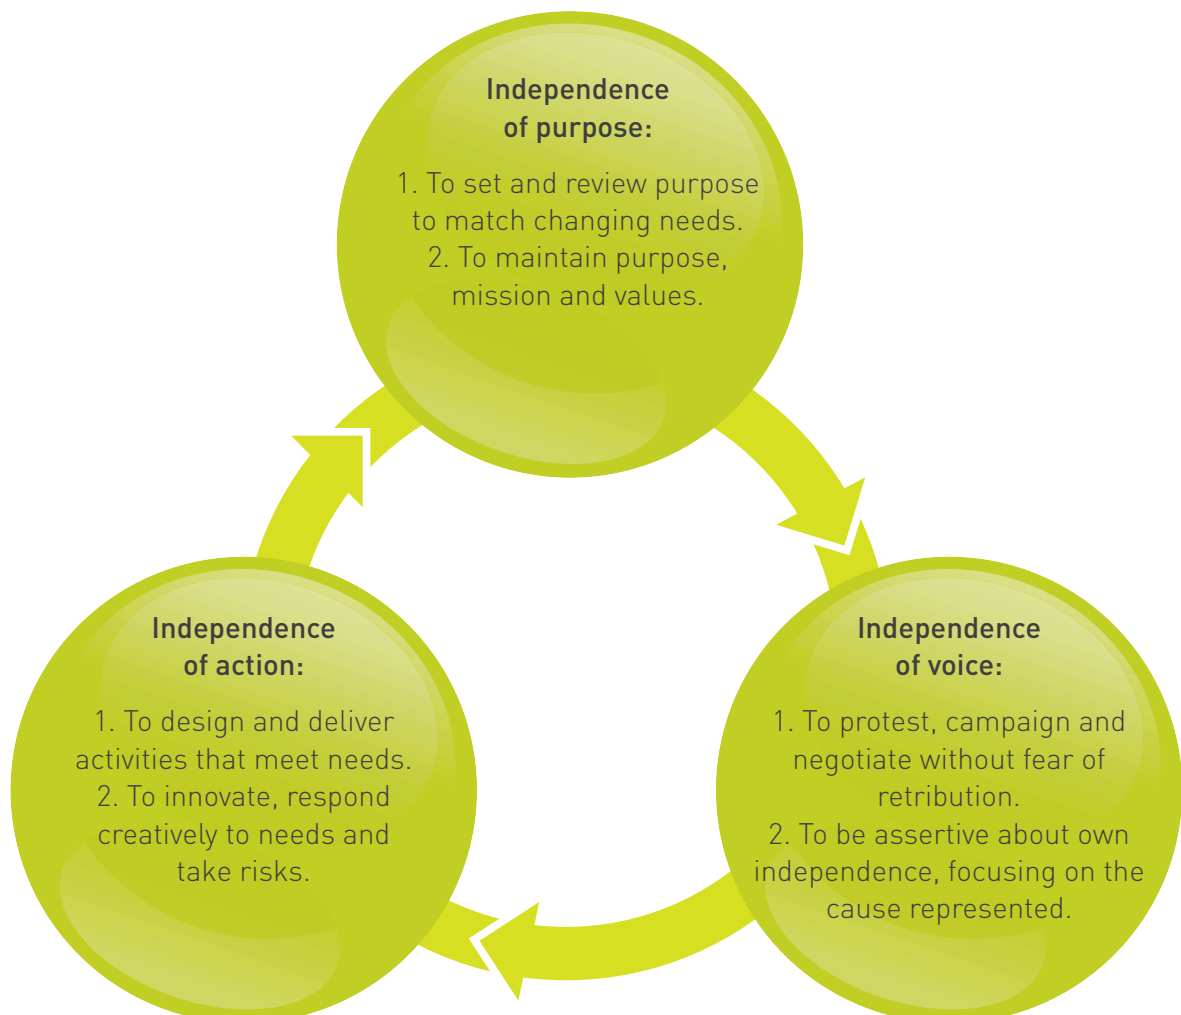 Independence
of purpose:
1. To set and review purpose
to match changing needs.
2. To maintain purpose,
mission and values.
Independence
of action:
1. To design and deliver
activities that meet needs.
2. To innovate, respond
creatively to needs and
take risks.
Independence
of voice:
1. To protest, campaign and
negotiate without fear of
retribution.
2. To be assertive about own
independence, focusing on the
cause represented.